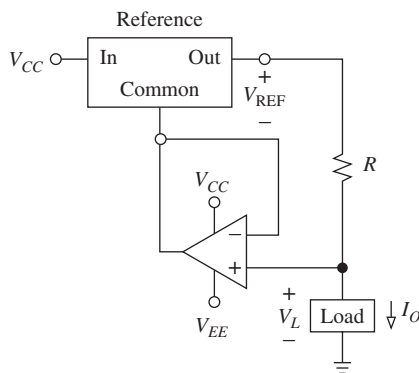 Reference
V_CC
In
Out
Common
+
V_REF
−
V_CC
−
+
V_EE
R
+
V_L
−
Load
I_O